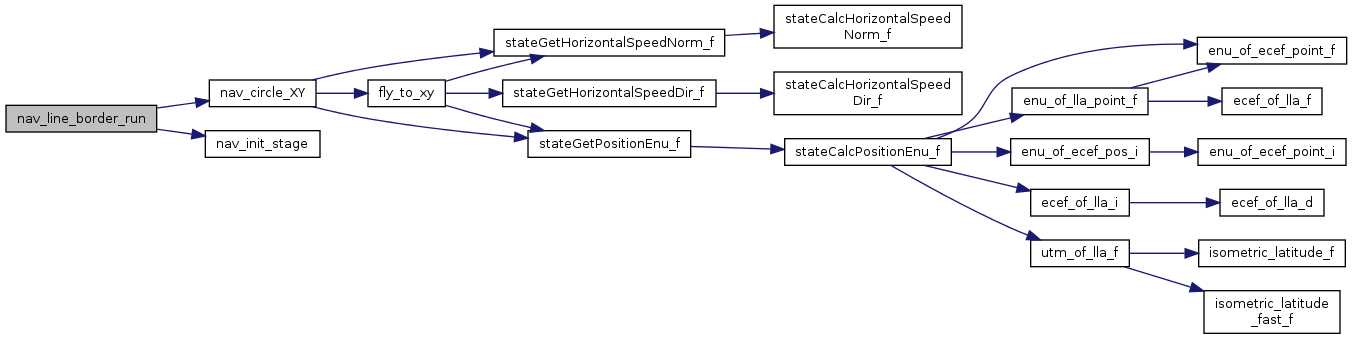 nav_line_border_run
nav_circle_XY
nav_init_stage
fly_to_xy
stateGetHorizontalSpeedNorm_f
stateGetHorizontalSpeedDir_f
stateGetPositionEnu_f
stateCalcHorizontalSpeed
Norm_f
stateCalcHorizontalSpeed
Dir_f
stateCalcPositionEnu_f
enu_of_lla_point_f
enu_of_ecef_pos_i
ecef_of_lla_i
utm_of_lla_f
enu_of_ecef_point_f
ecef_of_lla_f
enu_of_ecef_point_i
ecef_of_lla_d
isometric_latitude_f
isometric_latitude
_fast_f